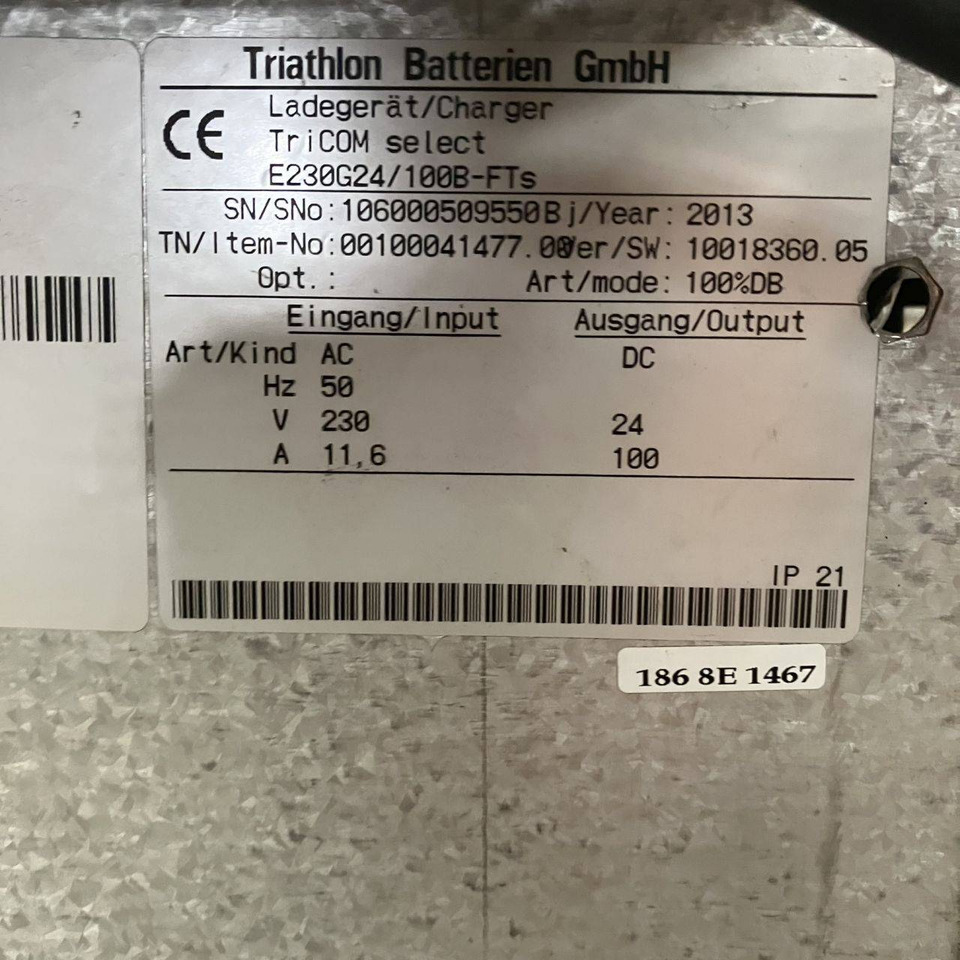 Triathlon Batterien GmbH
CE Ladegerät/Charger
TriCOM select
E230G24/100B-FTs
SN/SNo: 106000509550 Bj/Year: 2013
TN/Item-No: 00100041477. Ver/SW: 10018360.05
Opt.: Art/mode: 100%DB
Eingang/Input Ausgang/Output
Art/Kind AC DC
Hz 50
V 230 24
A 11,6 100
IP 21
186 8E 1467